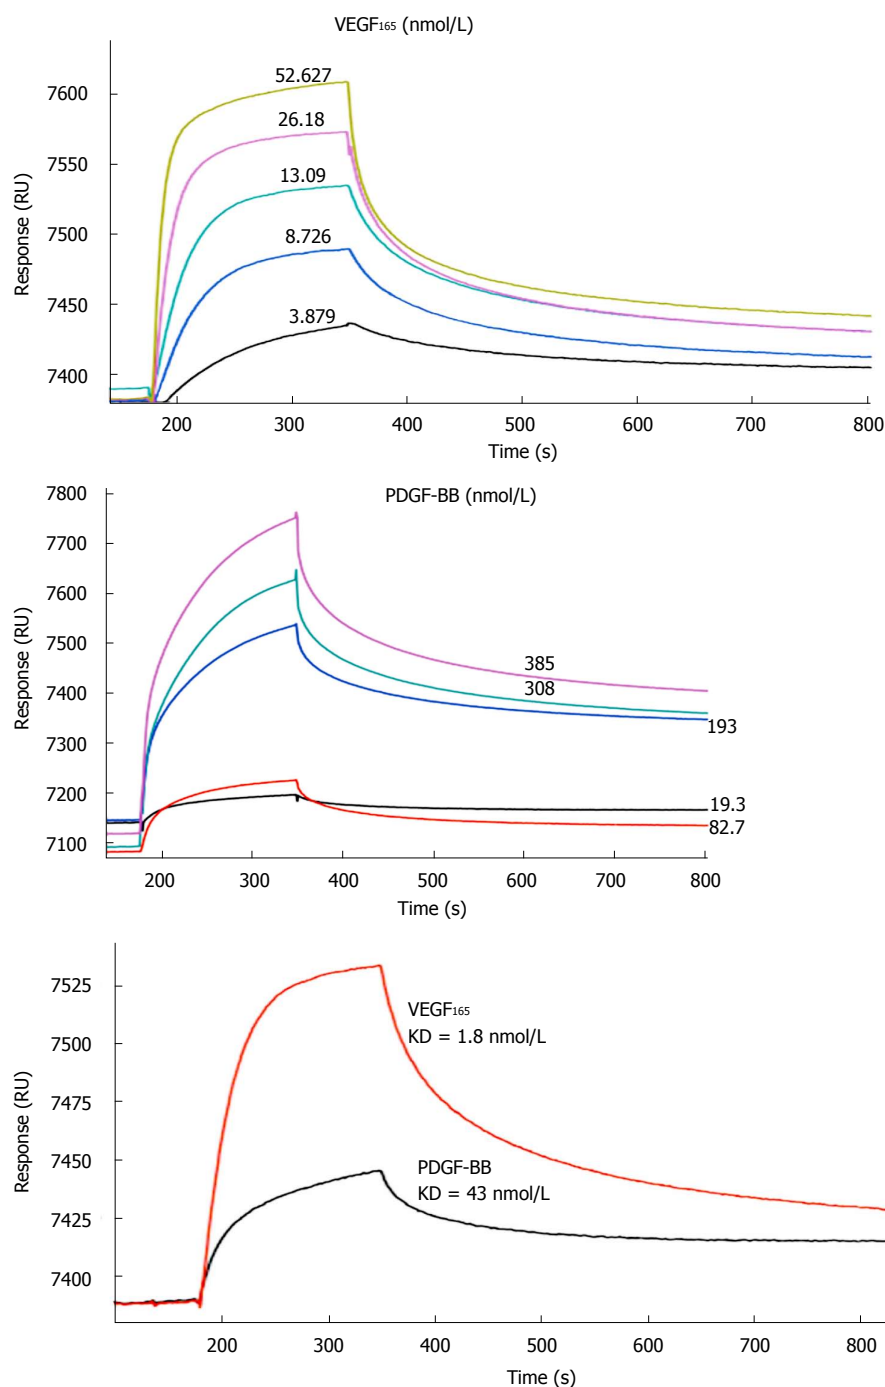 VEGF165 (nmol/L)
Response (RU)
7600
7550
7500
7450
7400
52.627
26.18
13.09
8.726
3.879
200 300 400 500 600 700 800
Time (s)
PDGF-BB (nmol/L)
Response (RU)
7800
7700
7600
7500
7400
7300
7200
7100
385
308
193
19.3
82.7
200 300 400 500 600 700 800
Time (s)
Response (RU)
7525
7500
7475
7450
7425
7400
VEGF165
KD = 1.8 nmol/L
PDGF-BB
KD = 43 nmol/L
200 300 400 500 600 700 800
Time (s)